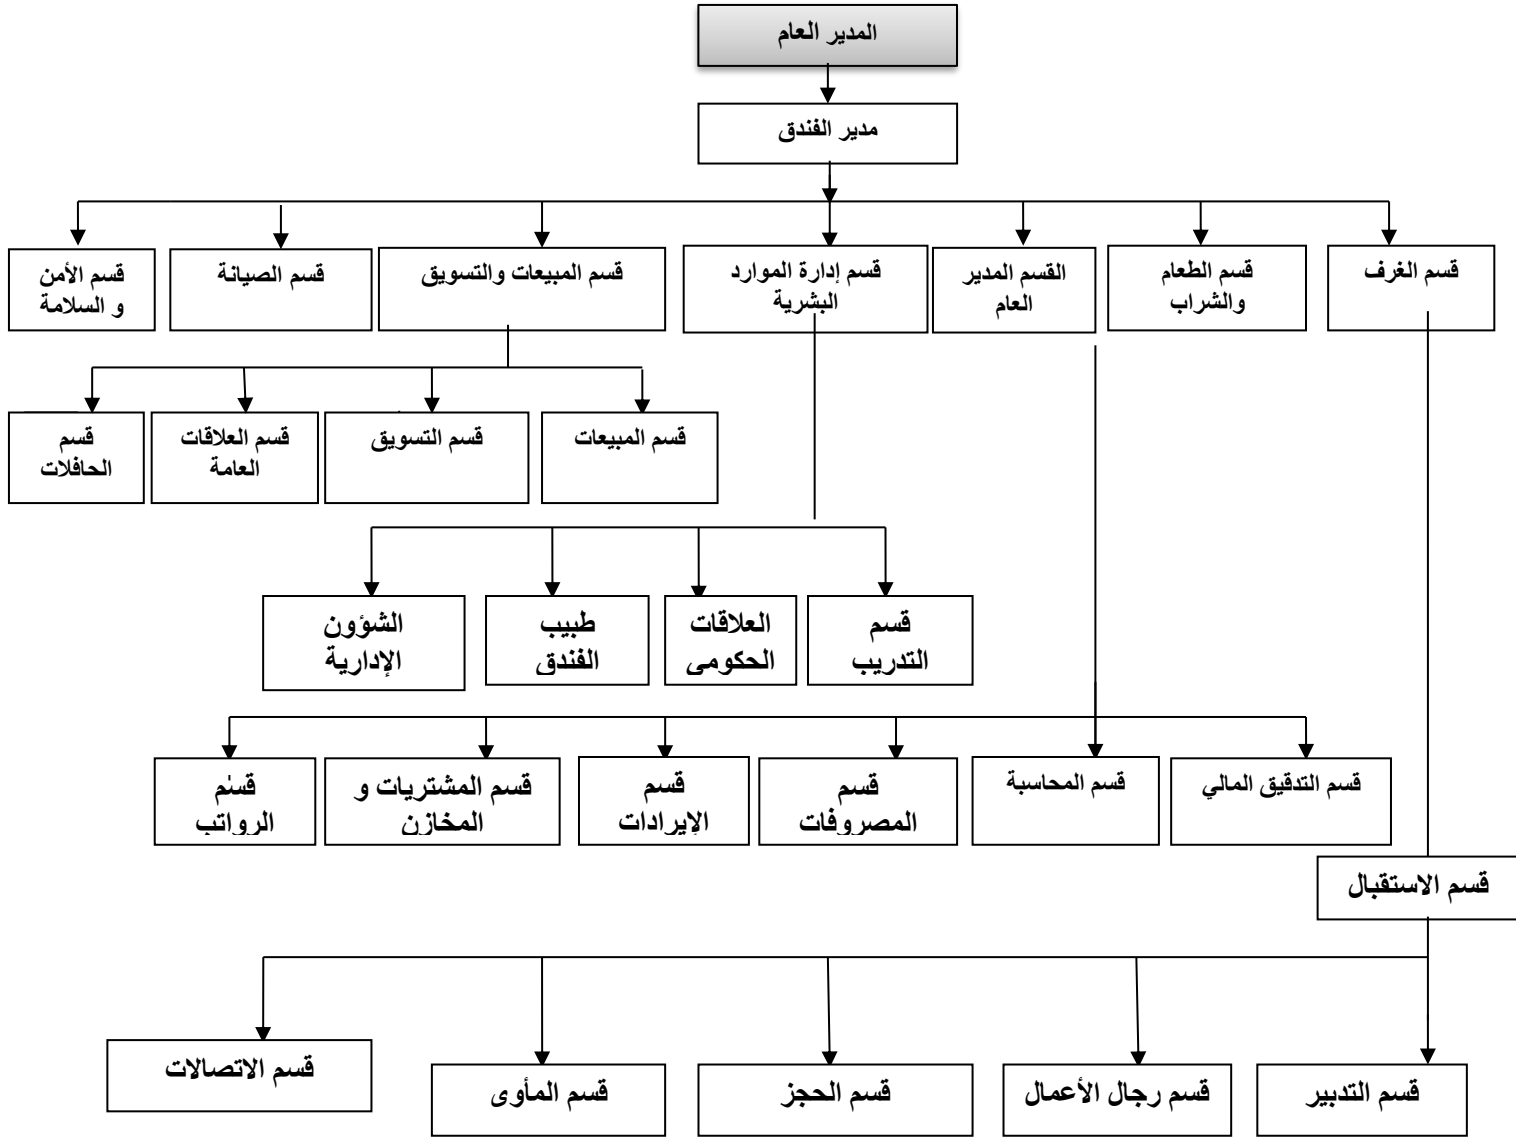 المدير العام
مدير الفندق
قسم الغرف
قسم الطعام
والشراب
القسم المدير
العام
قسم إدارة الموارد
البشرية
قسم المبيعات والتسويق
قسم الصيانة
قسم الأمن
و السلامة
قسم المبيعات
قسم التسويق
قسم العلاقات
العامة
قسم
الحافلات
قسم
التدريب
العلاقات
الحكومى
طبيب
الفندق
الشؤون
الإدارية
قسم التدقيق المالي
قسم المحاسبة
قسم
المصروفات
قسم
الإيرادات
قسم المشتريات و
المخازن
قسم
الرواتب
قسم الاستقبال
قسم التدبير
قسم رجال الأعمال
قسم الحجز
قسم المأوى
قسم الاتصالات